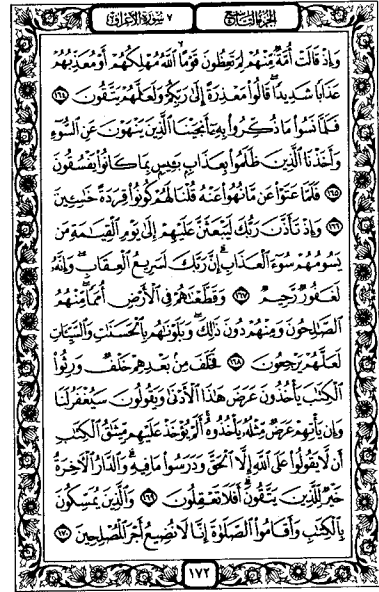 الجزء التاسع ٧ سورة الأعراف
وَإِذْ قَالَتْ أُمَّةٌ مِّنْهُمْ لِمَ تَعِظُونَ قَوْمًا ٱللَّهُ مُهْلِكُهُمْ أَوْ مُعَذِّبُهُمْ
عَذَابًا شَدِيدًا ۖ قَالُوا۟ مَعْذِرَةً إِلَىٰ رَبِّكُمْ وَلَعَلَّهُمْ يَتَّقُونَ ۝١٦٤
فَلَمَّا نَسُوا۟ مَا ذُكِّرُوا۟ بِهِۦٓ أَنجَيْنَا ٱلَّذِينَ يَنْهَوْنَ عَنِ ٱلسُّوٓءِ
وَأَخَذْنَا ٱلَّذِينَ ظَلَمُوا۟ بِعَذَابٍۭ بَـِٔيسٍۭ بِمَا كَانُوا۟ يَفْسُقُونَ
۝١٦٥ فَلَمَّا عَتَوْا۟ عَن مَّا نُهُوا۟ عَنْهُ قُلْنَا لَهُمْ كُونُوا۟ قِرَدَةً خَـٰسِـِٔينَ
۝١٦٦ وَإِذْ تَأَذَّنَ رَبُّكَ لَيَبْعَثَنَّ عَلَيْهِمْ إِلَىٰ يَوْمِ ٱلْقِيَـٰمَةِ مَن
يَسُومُهُمْ سُوٓءَ ٱلْعَذَابِ ۗ إِنَّ رَبَّكَ لَسَرِيعُ ٱلْعِقَابِ ۖ وَإِنَّهُۥ
لَغَفُورٌ رَّحِيمٌ ۝١٦٧ وَقَطَّعْنَـٰهُمْ فِى ٱلْأَرْضِ أُمَمًا ۖ مِّنْهُمُ
ٱلصَّـٰلِحُونَ وَمِنْهُمْ دُونَ ذَٰلِكَ ۖ وَبَلَوْنَـٰهُم بِٱلْحَسَنَـٰتِ وَٱلسَّيِّـَٔاتِ
لَعَلَّهُمْ يَرْجِعُونَ ۝١٦٨ فَخَلَفَ مِنۢ بَعْدِهِمْ خَلْفٌ وَرِثُوا۟
ٱلْكِتَـٰبَ يَأْخُذُونَ عَرَضَ هَـٰذَا ٱلْأَدْنَىٰ وَيَقُولُونَ سَيُغْفَرُ لَنَا
وَإِن يَأْتِهِمْ عَرَضٌ مِّثْلُهُۥ يَأْخُذُوهُ ۚ أَلَمْ يُؤْخَذْ عَلَيْهِم مِّيثَـٰقُ ٱلْكِتَـٰبِ
أَن لَّا يَقُولُوا۟ عَلَى ٱللَّهِ إِلَّا ٱلْحَقَّ وَدَرَسُوا۟ مَا فِيهِ ۗ وَٱلدَّارُ ٱلْـَٔاخِرَةُ
خَيْرٌ لِّلَّذِينَ يَتَّقُونَ ۗ أَفَلَا تَعْقِلُونَ ۝١٦٩ وَٱلَّذِينَ يُمَسِّكُونَ
بِٱلْكِتَـٰبِ وَأَقَامُوا۟ ٱلصَّلَوٰةَ إِنَّا لَا نُضِيعُ أَجْرَ ٱلْمُصْلِحِينَ ۝١٧٠
١٧٢